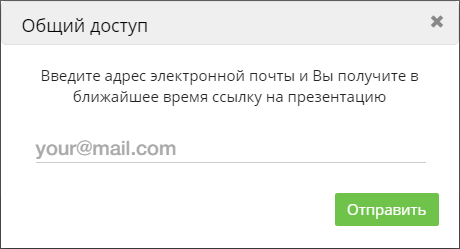 Общий доступ
Введите адрес электронной почты и Вы получите в
ближайшее время ссылку на презентацию
your@mail.com
Отправить